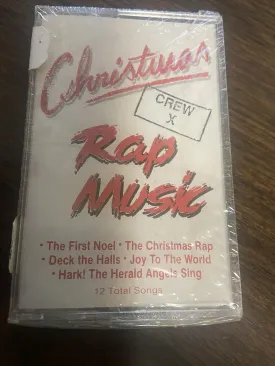 Christmas
CREW
X
Rap
Music
• The First Noel • The Christmas Rap
• Deck the Halls • Joy To The World
• Hark! The Herald Angels Sing
12 Total Songs